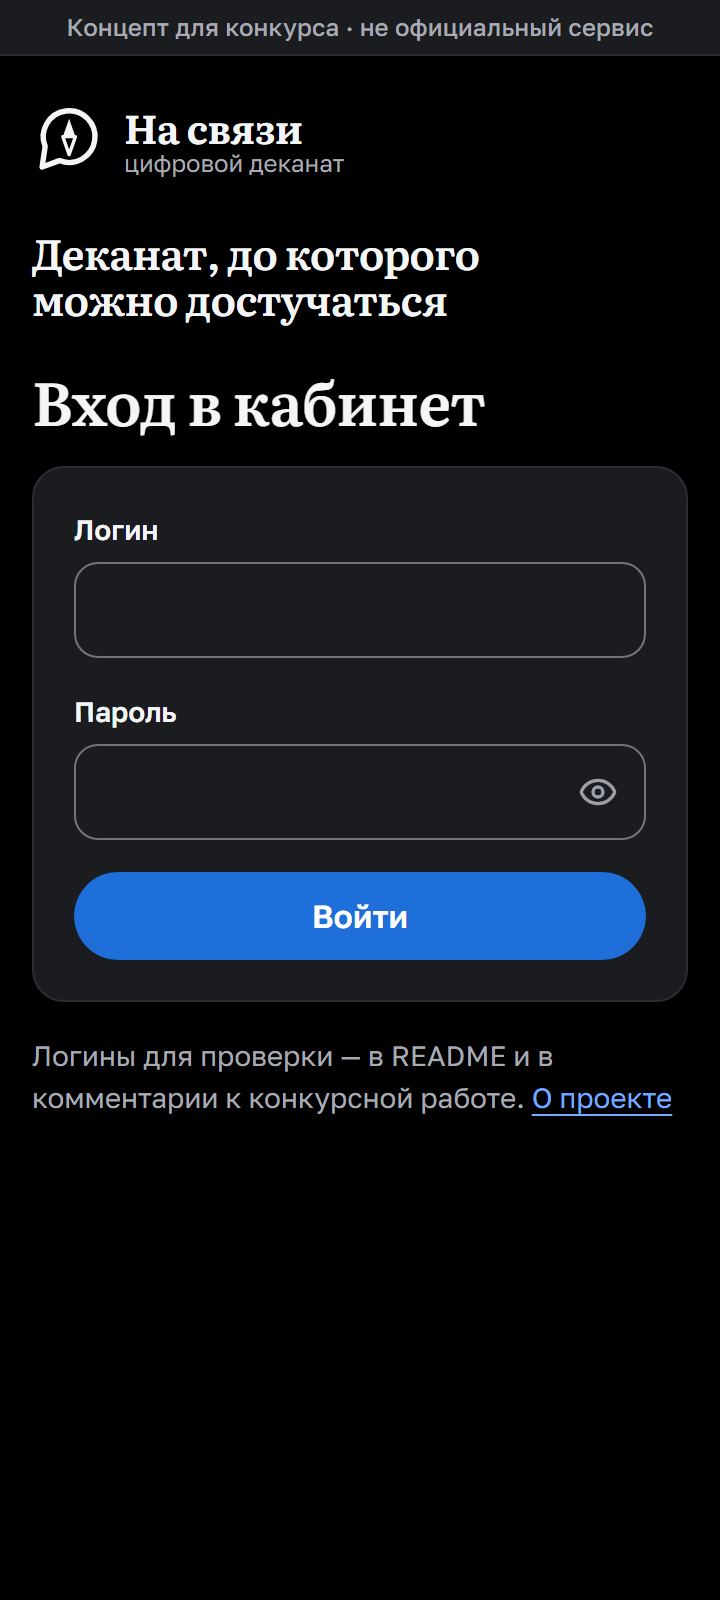 Концепт для конкурса · не официальный сервис
На связи
цифровой деканат
Деканат, до которого
можно достучаться
Вход в кабинет
Логин
Пароль
Войти
Логины для проверки — в README и в
комментарии к конкурсной работе. О проекте